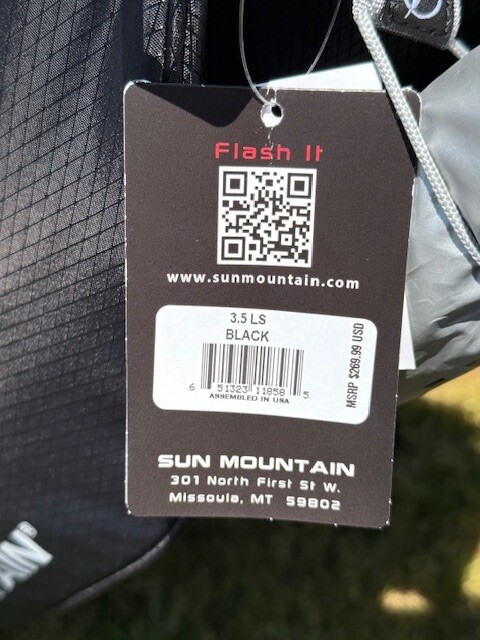 Flash It
www.sunmountain.com
3.5 LS
BLACK
MSRP $269.99 USD
6 51323 11858 5
ASSEMBLED IN USA
SUN MOUNTAIN
301 North First St W.
Missoula, MT 59802